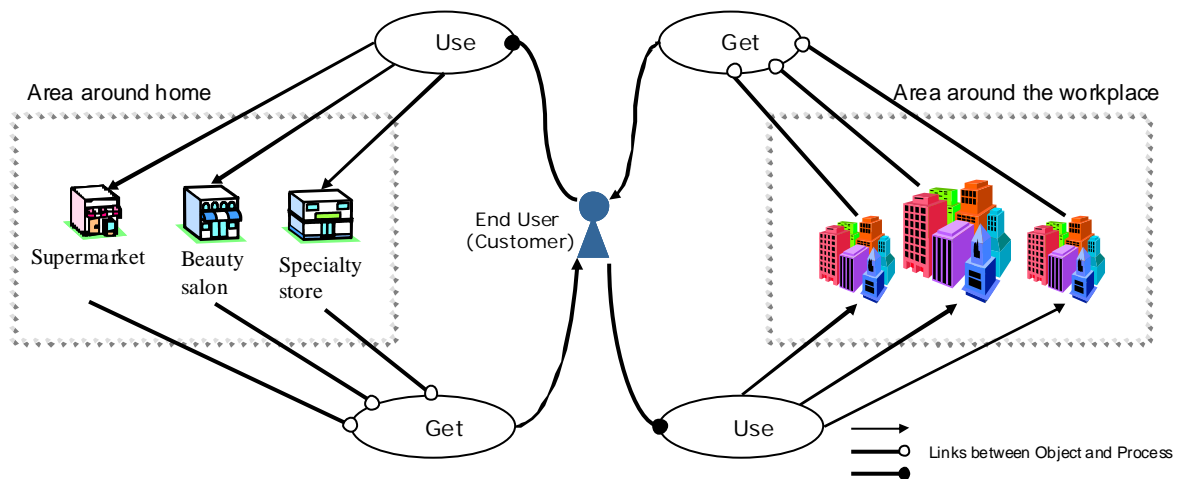 Use
Get
Area around home
Area around the workplace
End User
(Customer)
Supermarket
Beauty
salon
Specialty
store
Get
Use
Links between Object and Process